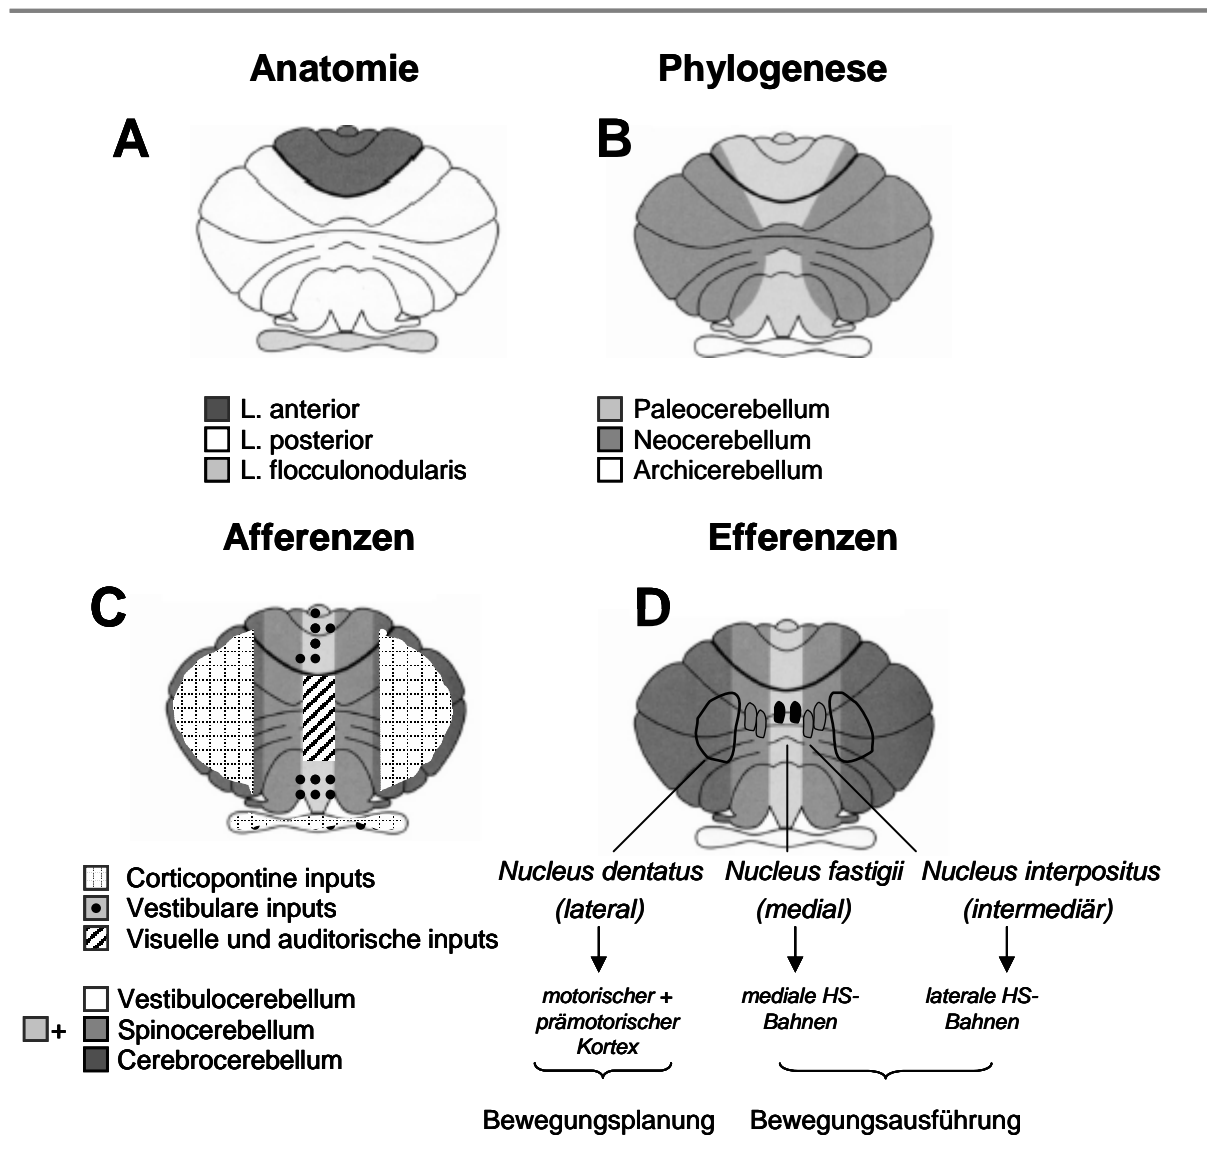 Anatomie
Phylogenese
A
B
L. anterior
L. posterior
L. flocculonodularis
Paleocerebellum
Neocerebellum
Archicerebellum
Afferenzen
Efferenzen
C
D
Corticopontine inputs
Vestibulare inputs
Visuelle und auditorische inputs
Vestibulocerebellum
+ Spinocerebellum
Cerebrocerebellum
Nucleus dentatus
(lateral)
motorischer +
prämotorischer
Kortex
Nucleus fastigii
(medial)
mediale HS-
Bahnen
Nucleus interpositus
(intermediär)
laterale HS-
Bahnen
Bewegungsplanung
Bewegungsausführung